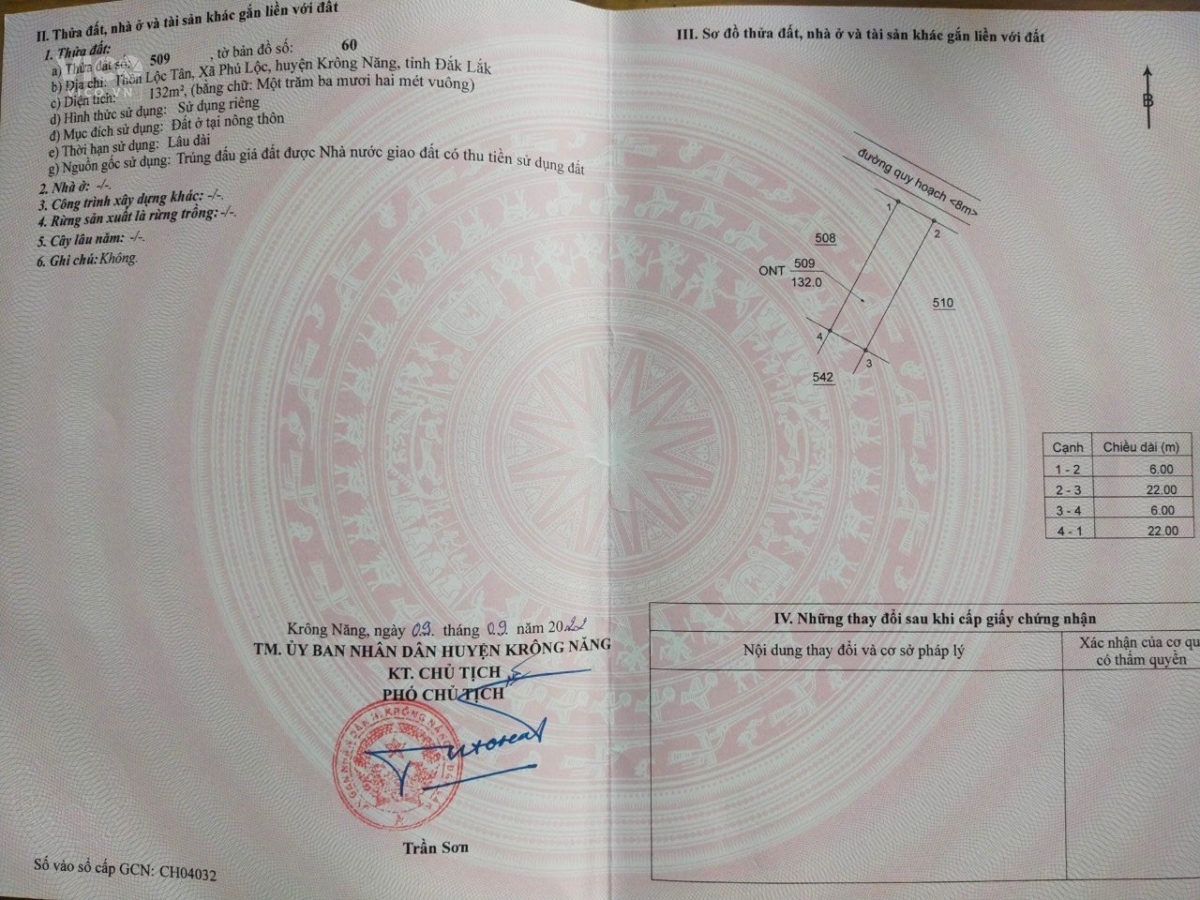 II. Thửa đất, nhà ở và tài sản khác gắn liền với đất
1. Thửa đất:
a) Thửa đất số: 509 , tờ bản đồ số: 60
b) Địa chỉ: Thôn Lộc Tân, Xã Phú Lộc, huyện Krông Năng, tỉnh Đắk Lắk
c) Diện tích: 132m², (bằng chữ: Một trăm ba mươi hai mét vuông)
d) Hình thức sử dụng: Sử dụng riêng
đ) Mục đích sử dụng: Đất ở tại nông thôn
e) Thời hạn sử dụng: Lâu dài
g) Nguồn gốc sử dụng: Trúng đấu giá đất được Nhà nước giao đất có thu tiền sử dụng đất
2. Nhà ở: -/-.
3. Công trình xây dựng khác: -/-.
4. Rừng sản xuất là rừng trồng: -/-.
5. Cây lâu năm: -/-.
6. Ghi chú: Không.
VICO.VN
Krông Năng, ngày 09. tháng 09 năm 2022
TM. ỦY BAN NHÂN DÂN HUYỆN KRÔNG NĂNG
KT. CHỦ TỊCH
PHÓ CHỦ TỊCH
Trần Sơn
Số vào sổ cấp GCN: CH04032
III. Sơ đồ thửa đất, nhà ở và tài sản khác gắn liền với đất
B
đường quy hoạch <8m>
1
2
508
ONT 509
132.0
510
4
3
542
Cạnh Chiều dài (m)
1 - 2 6.00
2 - 3 22.00
3 - 4 6.00
4 - 1 22.00
IV. Những thay đổi sau khi cấp giấy chứng nhận
Nội dung thay đổi và cơ sở pháp lý
Xác nhận của cơ qu
có thẩm quyền